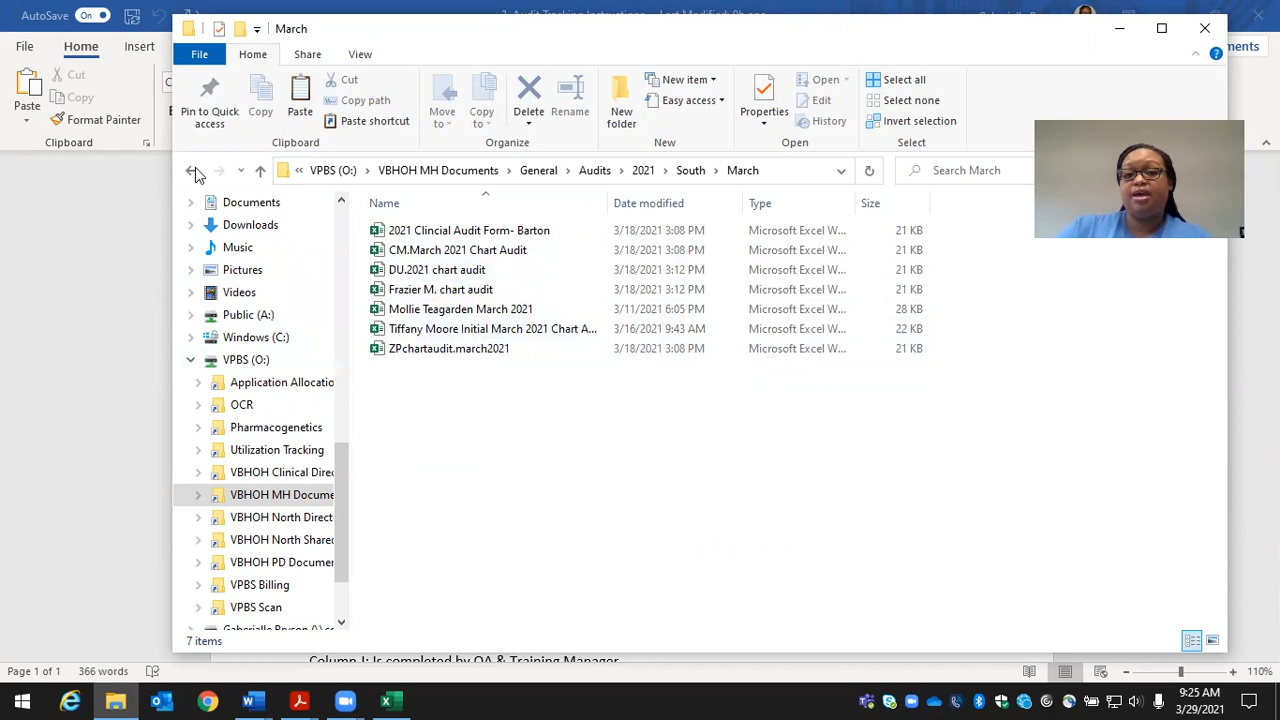 AutoSave On
March
File Home Insert
File Home Share View
Cut
Copy
Paste
Format Painter
Clipboard
Pin to Quick access
Copy
Paste
Cut
Copy path
Paste shortcut
Clipboard
Move to
Copy to
Delete
Rename
Organize
New folder
New item
Easy access
New
Properties
Open
Edit
History
Open
Select all
Select none
Invert selection
Select
« VPBS (O:) > VBHOH MH Documents > General > Audits > 2021 > South > March
Search March
Name Date modified Type Size
2021 Clincial Audit Form- Barton 3/18/2021 3:08 PM Microsoft Excel W... 21 KB
CM.March 2021 Chart Audit 3/18/2021 3:08 PM Microsoft Excel W... 21 KB
DU.2021 chart audit 3/18/2021 3:12 PM Microsoft Excel W... 21 KB
Frazier M. chart audit 3/18/2021 3:12 PM Microsoft Excel W... 21 KB
Mollie Teagarden March 2021 3/11/2021 6:05 PM Microsoft Excel W... 28 KB
Tiffany Moore Initial March 2021 Chart A... 3/16/2021 9:43 AM Microsoft Excel W... 22 KB
ZPchartaudit.march2021 3/18/2021 3:08 PM Microsoft Excel W... 21 KB
Documents
Downloads
Music
Pictures
Videos
Public (A:)
Windows (C:)
VPBS (O:)
Application Allocatio
OCR
Pharmacogenetics
Utilization Tracking
VBHOH Clinical Direc
VBHOH MH Docume
VBHOH North Direct
VBHOH North Shared
VBHOH PD Documen
VPBS Billing
VPBS Scan
7 items
Page 1 of 1 366 words
110%
9:25 AM
3/29/2021